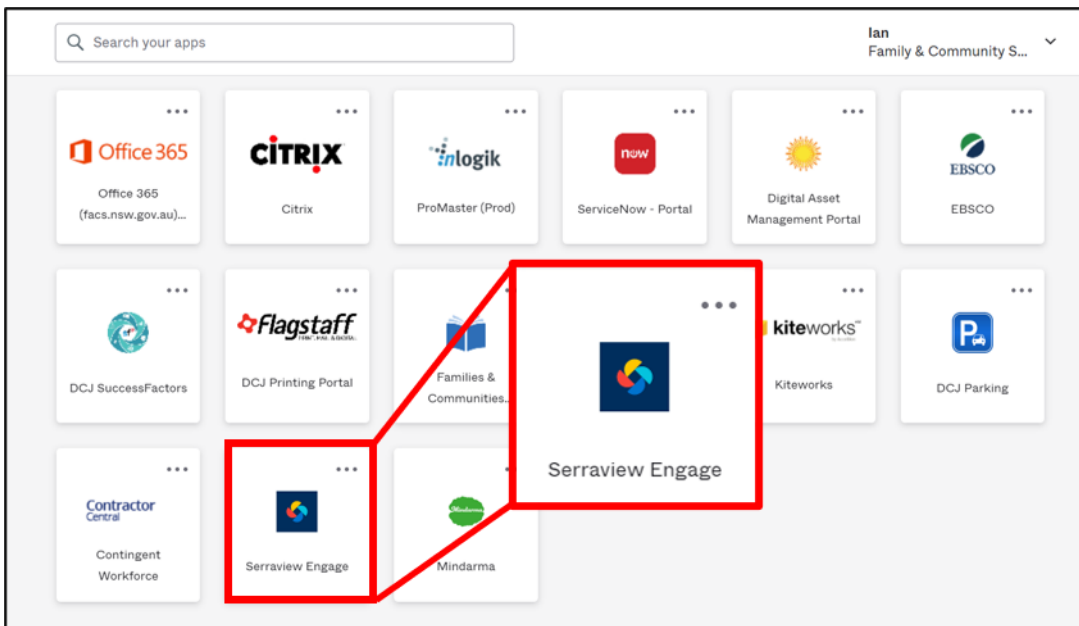 Search your apps
Ian
Family & Community S...
Office 365
CITRIX
inlogik
now
EBSCO
Office 365
(facs.nsw.gov.au)...
Citrix
ProMaster (Prod)
ServiceNow - Portal
Digital Asset
Management Portal
EBSCO
Flagstaff
kiteworks
P
DCJ SuccessFactors
DCJ Printing Portal
Families &
Communities..
Kiteworks
DCJ Parking
Serraview Engage
Contractor
Central
Mindarma
Contingent
Workforce
Serraview Engage
Mindarma